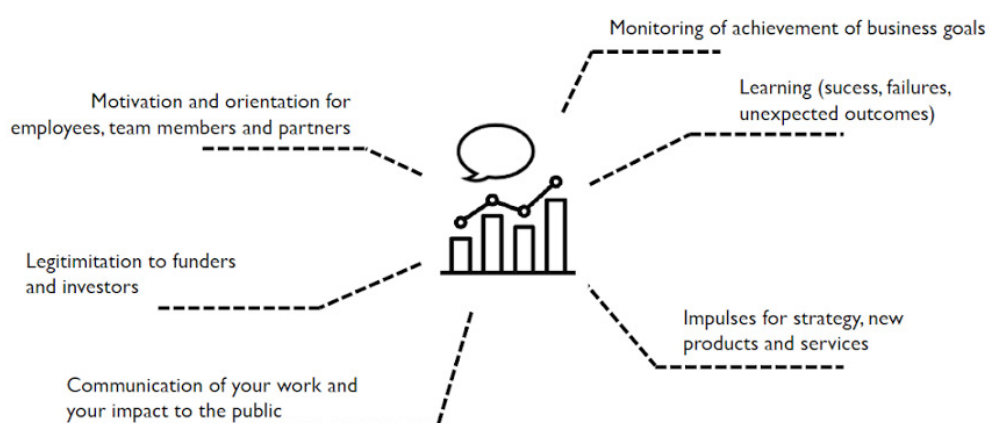 Monitoring of achievement of business goals
Learning (sucess, failures,
unexpected outcomes)
Motivation and orientation for
employees, team members and partners
Legitimitation to funders
and investors
Impulses for strategy, new
products and services
Communication of your work and
your impact to the public